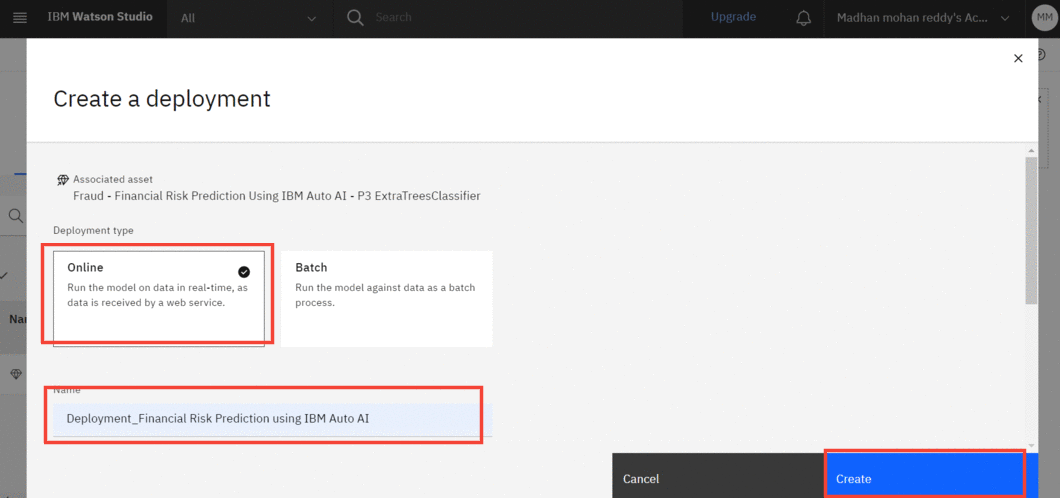 IBM Watson Studio
All
Search
Upgrade
Madhan mohan reddy's Ac...
MM
Create a deployment
Associated asset
Fraud - Financial Risk Prediction Using IBM Auto AI - P3 ExtraTreesClassifier
Deployment type
Online
Run the model on data in real-time, as
data is received by a web service.
Batch
Run the model against data as a batch
process.
Name
Deployment_Financial Risk Prediction using IBM Auto AI
Cancel
Create